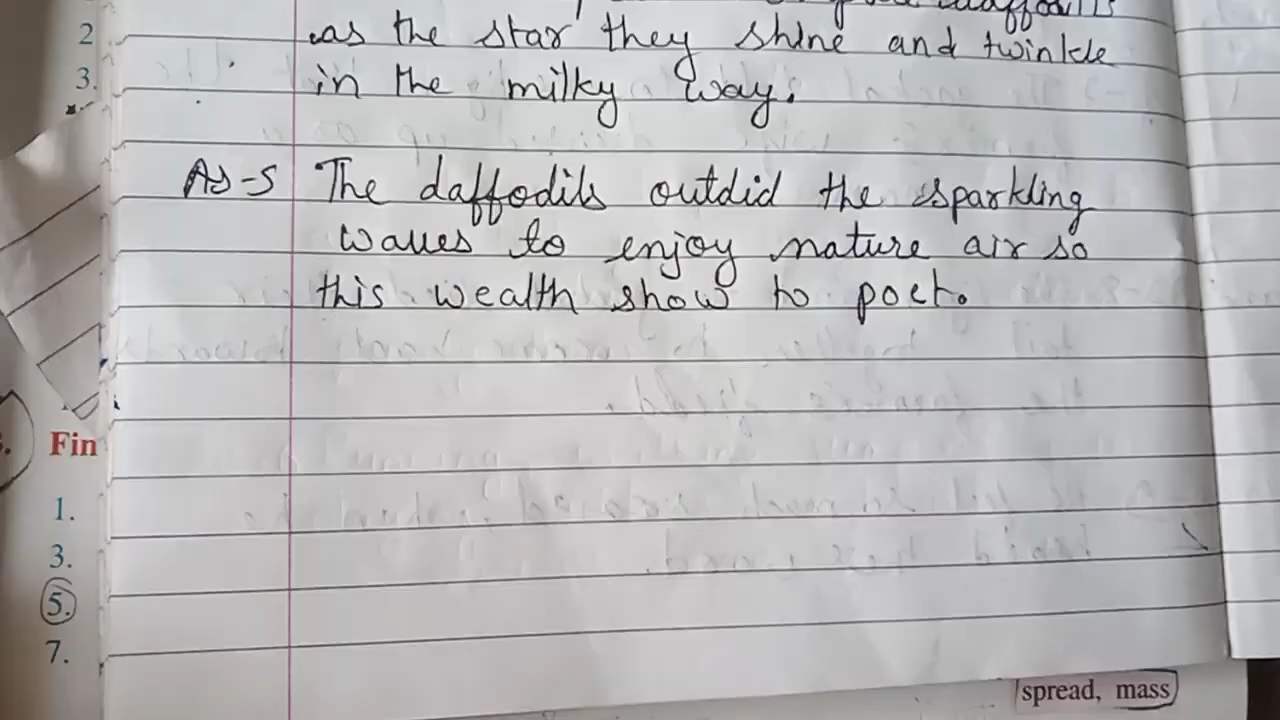 daffodils
2
as the star they shine and twinkle
3.
in the milky way.
As-5 The daffodils outdid the sparkling
waves to enjoy nature air so
this wealth show to poet.
Fin
1.
3.
5.
7.
spread, mass